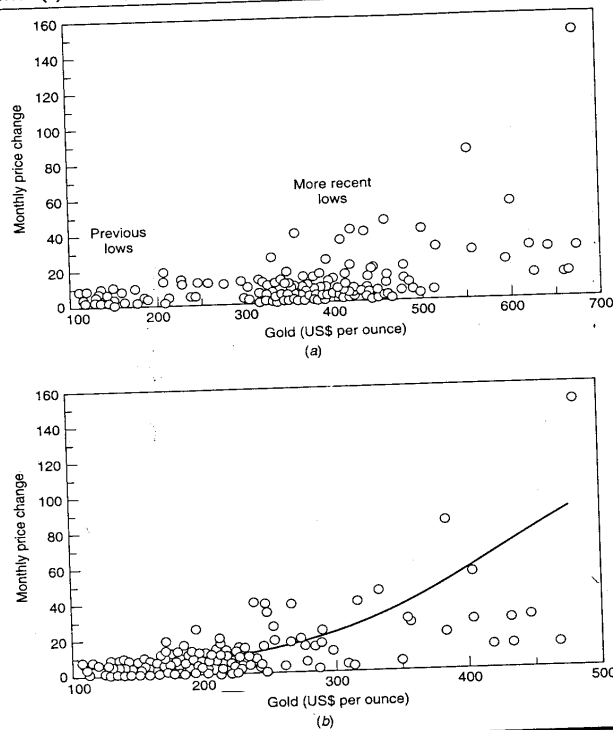 160
140
120
100
80
60
40
20
0
Monthly price change
Previous
lows
More recent
lows
100 200 300 400 500 600 700
Gold (US$ per ounce)
(a)
160
140
120
100
80
60
40
20
0
Monthly price change
100 200 300 400 500
Gold (US$ per ounce)
(b)